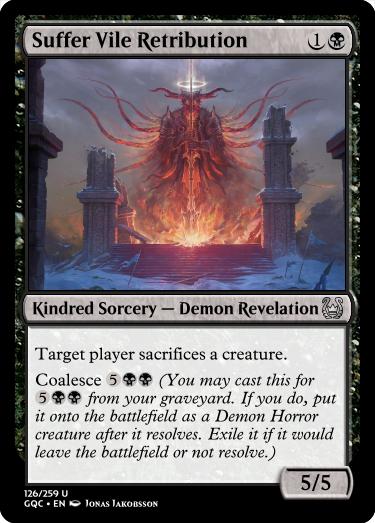 Suffer Vile Retribution 1
Kindred Sorcery — Demon Revelation
Target player sacrifices a creature.
Coalesce 5 (You may cast this for
5 from your graveyard. If you do, put
it onto the battlefield as a Demon Horror
creature after it resolves. Exile it if it would
leave the battlefield or not resolve.)
5/5
126/259 U
GQC • EN Jonas Jakobsson